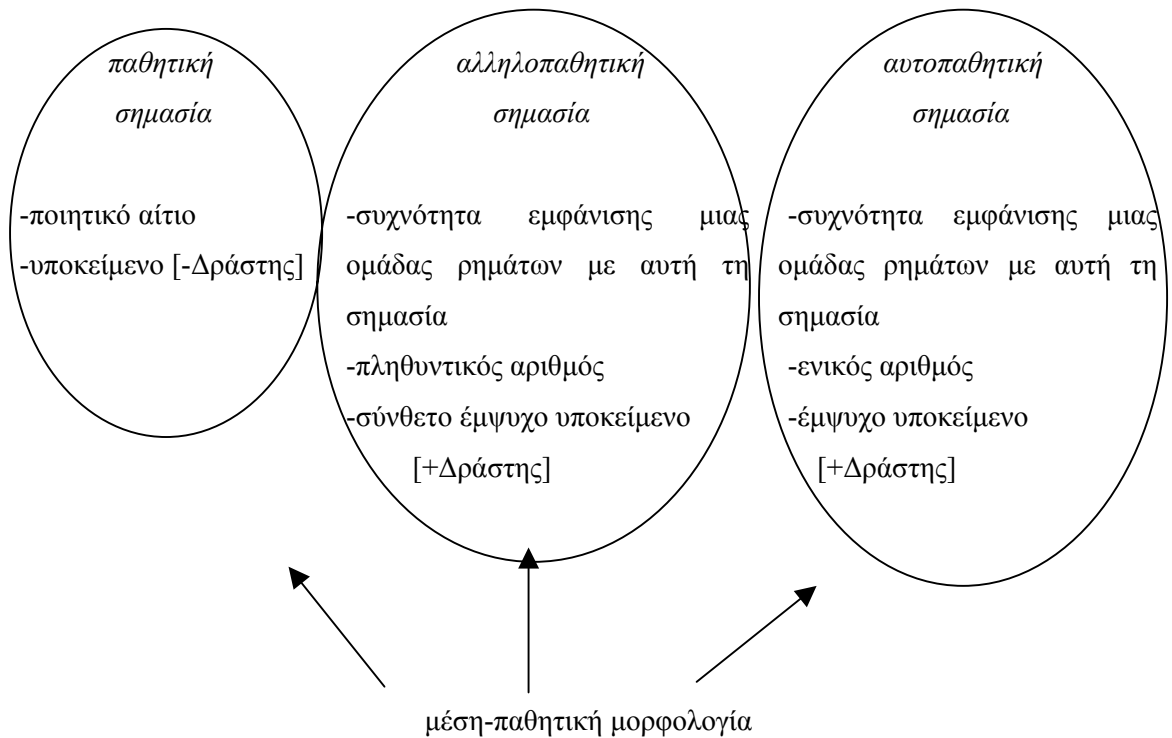 παθητική
σημασία
-ποιητικό αίτιο
-υποκείμενο [-Δράστης]
αλληλοπαθητική
σημασία
-συχνότητα εμφάνισης μιας
ομάδας ρημάτων με αυτή τη
σημασία
-πληθυντικός αριθμός
-σύνθετο έμψυχο υποκείμενο
[+Δράστης]
αυτοπαθητική
σημασία
-συχνότητα εμφάνισης μιας
ομάδας ρημάτων με αυτή τη
σημασία
-ενικός αριθμός
-έμψυχο υποκείμενο
[+Δράστης]
μέση-παθητική μορφολογία